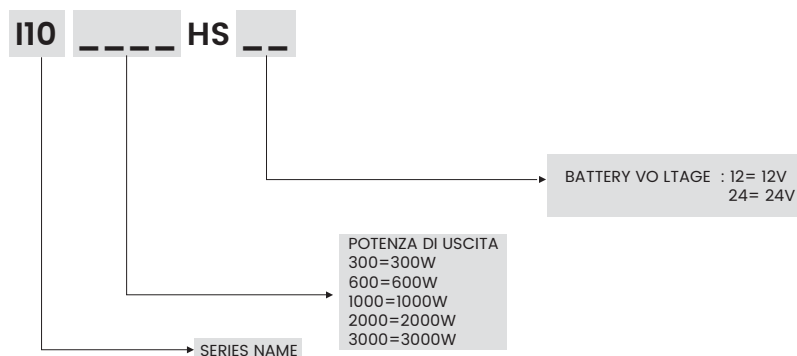 I10 _ _ _ _ HS _ _
BATTERY VO LTAGE : 12= 12V
24= 24V
POTENZA DI USCITA
300=300W
600=600W
1000=1000W
2000=2000W
3000=3000W
SERIES NAME